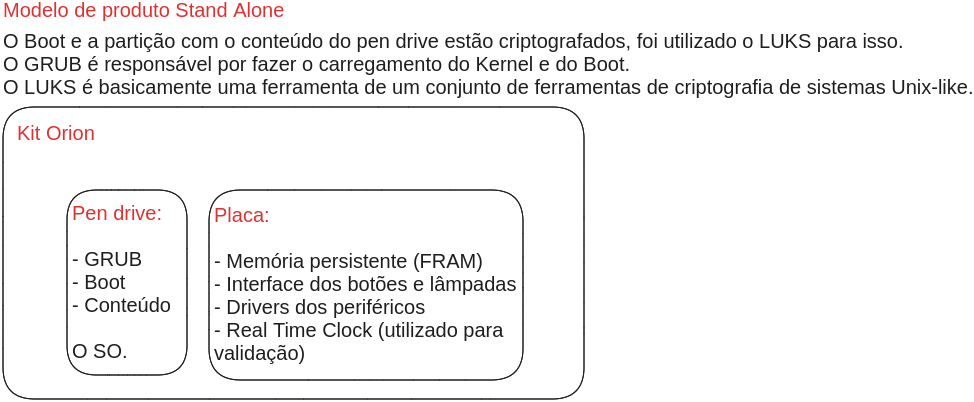 Modelo de produto Stand Alone
O Boot e a partição com o conteúdo do pen drive estão criptografados, foi utilizado o LUKS para isso.
O GRUB é responsável por fazer o carregamento do Kernel e do Boot.
O LUKS é basicamente uma ferramenta de um conjunto de ferramentas de criptografia de sistemas Unix-like.
Kit Orion
Pen drive:
- GRUB
- Boot
- Conteúdo
O SO.
Placa:
- Memória persistente (FRAM)
- Interface dos botões e lâmpadas
- Drivers dos periféricos
- Real Time Clock (utilizado para
validação)